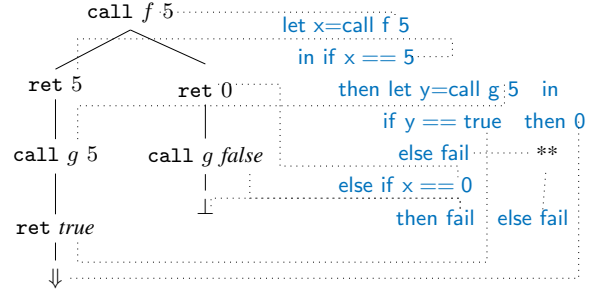 call f 5
let x=call f 5
in if x == 5
ret 5
ret 0
then let y=call g 5 in
if y == true then 0
call g 5
call g false
else fail
**
else if x == 0
⊥
then fail
else fail
ret true
⇓